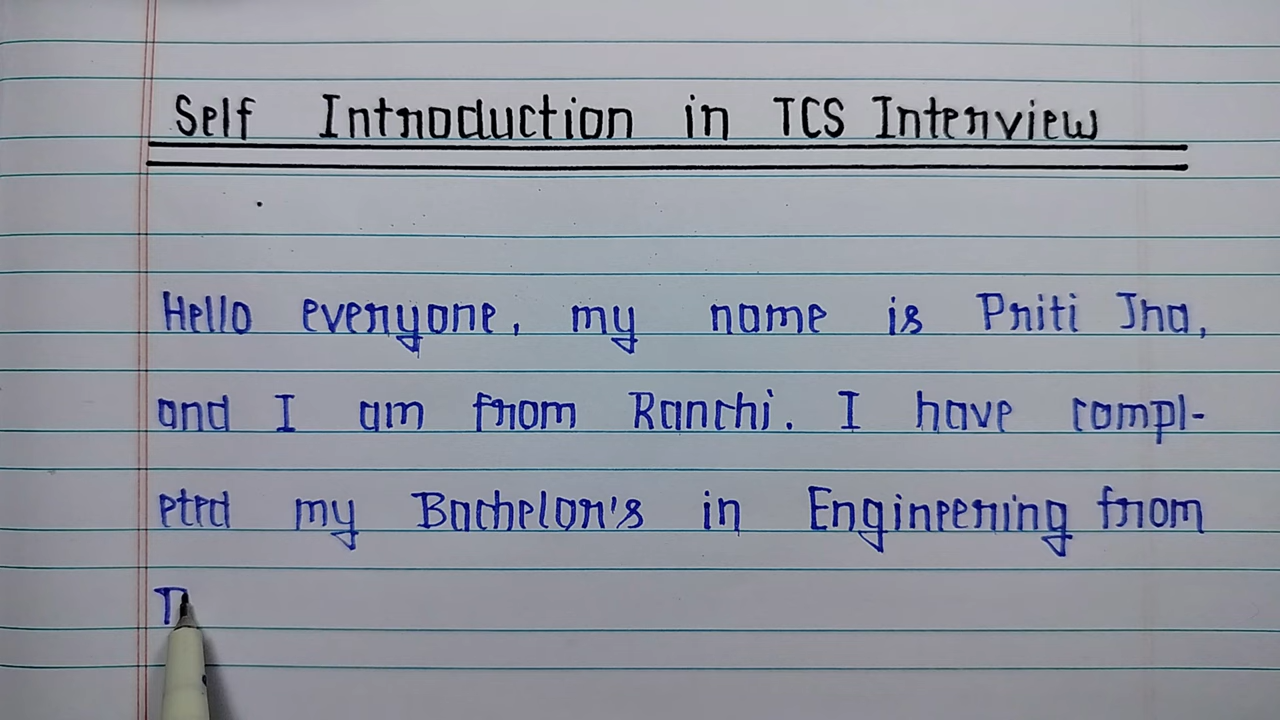 Self Introduction in TCS Interview
Hello everyone, my name is Priti Jha,
and I am from Ranchi. I have compl-
eted my Bachelor's in Engineering from